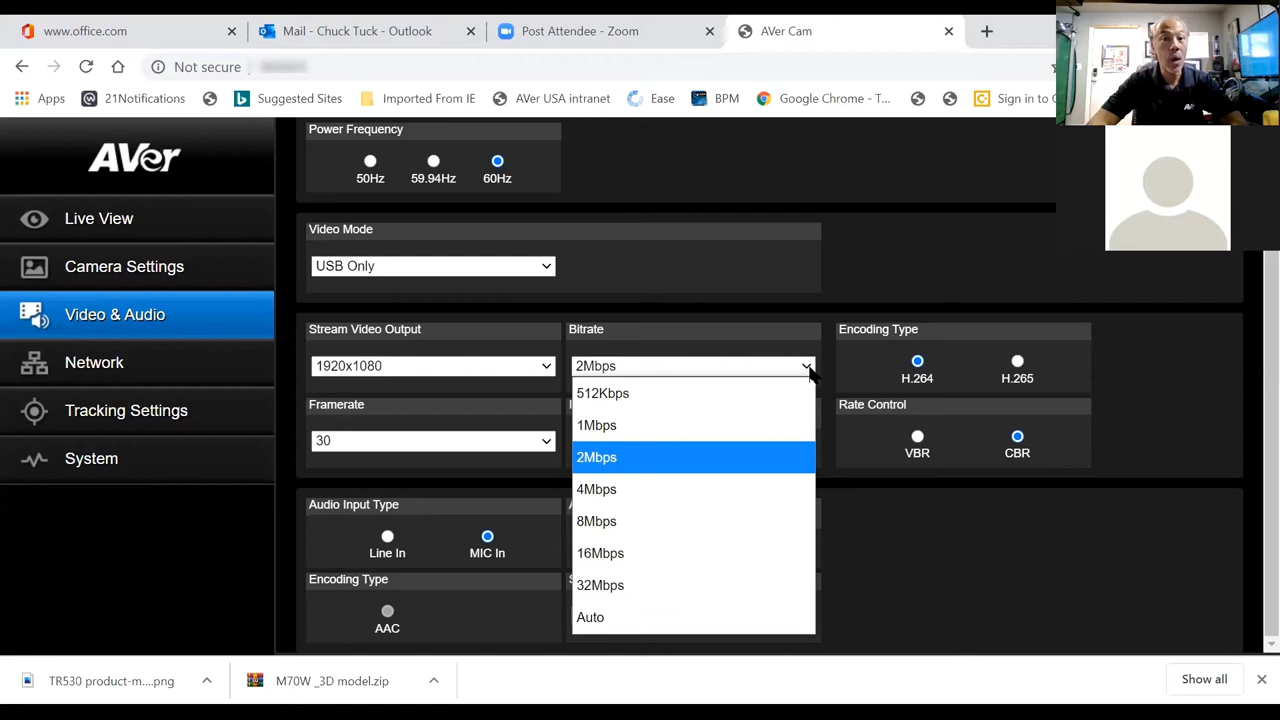 www.office.com
Mail - Chuck Dick - Outlook
Post Attendee - Zoom
AVer Cam
Not secure
Apps
21Notifications
Suggested Sites
Imported From IE
AVer USA intranet
Ease
BPM
Google Chrome - T...
Sign in to
AVer
Live View
Camera Settings
Video & Audio
Network
Tracking Settings
System
Power Frequency
50Hz
59.94Hz
60Hz
Video Mode
USB Only
Stream Video Output
Bitrate
Encoding Type
1920x1080
2Mbps
H.264
H.265
512Kbps
1Mbps
2Mbps
4Mbps
8Mbps
16Mbps
32Mbps
Auto
Framerate
Rate Control
30
VBR
CBR
Audio Input Type
Line In
MIC In
Encoding Type
AAC
TR530 product-m....png
M70W _3D model.zip
Show all